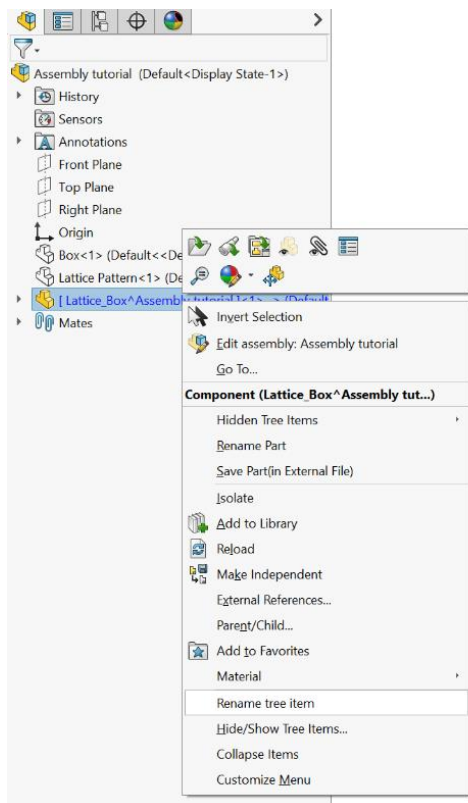 Assembly tutorial (Default<Display State-1>)
History
Sensors
Annotations
Front Plane
Top Plane
Right Plane
Origin
Box<1> (Default<<De
Lattice Pattern<1> (De
[ Lattice_Box^Assembly tutorial ]<1> -> (Default
Mates
Invert Selection
Edit assembly: Assembly tutorial
Go To...
Component (Lattice_Box^Assembly tut...)
Hidden Tree Items
Rename Part
Save Part(in External File)
Isolate
Add to Library
Reload
Make Independent
External References...
Parent/Child...
Add to Favorites
Material
Rename tree item
Hide/Show Tree Items...
Collapse Items
Customize Menu